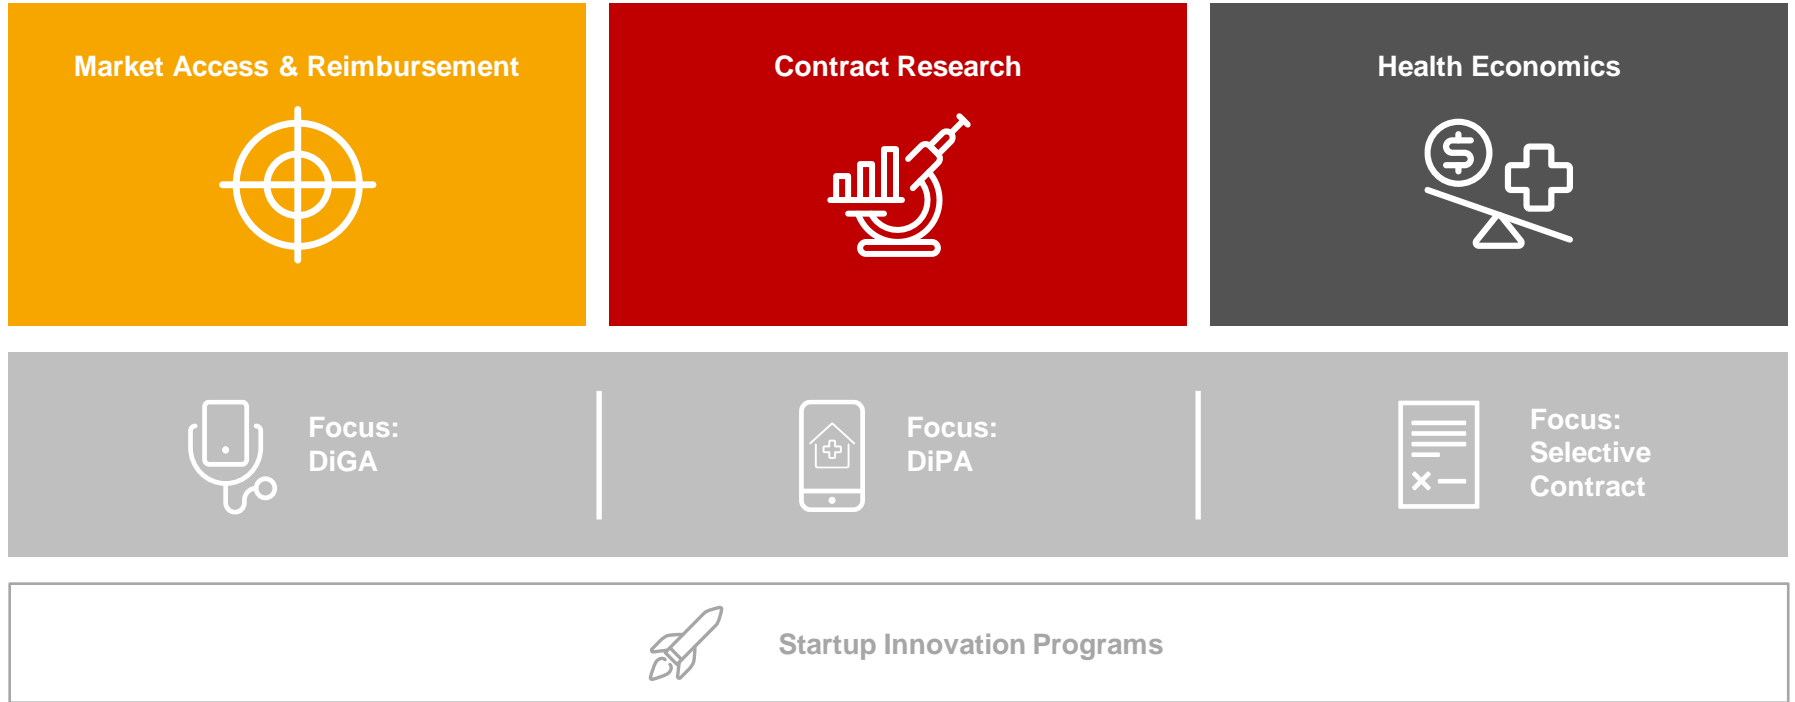 Market Access & Reimbursement
Contract Research
Health Economics
Focus:
DiGA
Focus:
DiPA
Focus:
Selective
Contract
Startup Innovation Programs